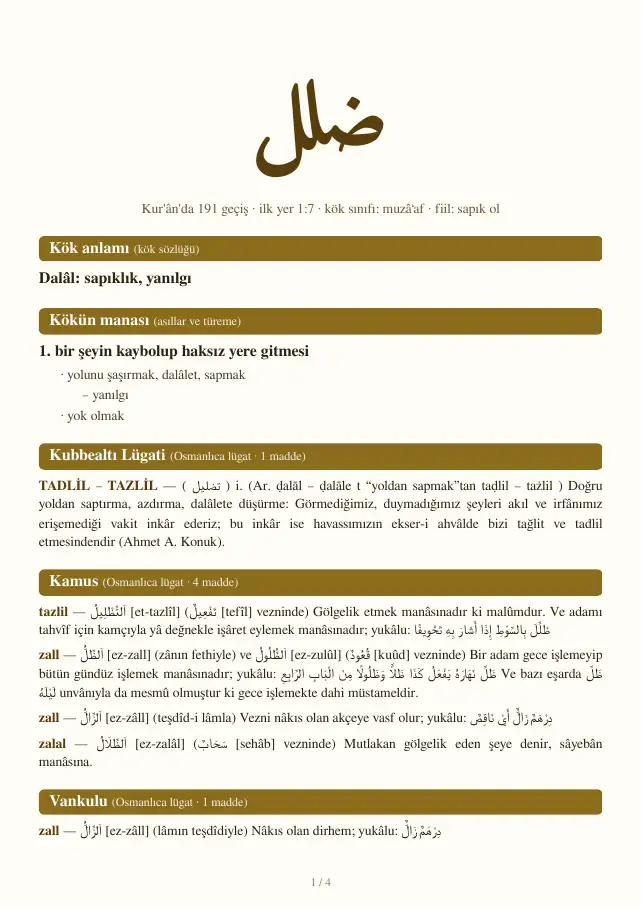 ضلل
Kur'ân'da 191 geçiş · ilk yer 1:7 · kök sınıfı: muzâ'af · fiil: sapık ol
Kök anlamı (kök sözlüğü)
Dalâl: sapıklık, yanılgı
Kökün manası (asıllar ve türeme)
1. bir şeyin kaybolup haksız yere gitmesi
· yolunu şaşırmak, dalâlet, sapmak
– yanılgı
· yok olmak
Kubbealtı Lügati (Osmanlıca lügat · 1 madde)
TADLİL – TAZLİL — ( تضليل ) i. (Ar. ḍalāl – ḍalāle t “yoldan sapmak”tan taḍlīl – tażlīl ) Doğru
yoldan saptırma, azdırma, dalâlete düşürme: Görmediğimiz, duymadığımız şeyleri akıl ve irfânımız
erişemediği vakit inkâr ederiz; bu inkâr ise havassımızın ekser-i ahvâlde bizi tağlit ve tadlil
etmesindendir (Ahmet A. Konuk).
Kamus (Osmanlıca lügat · 4 madde)
tazlil — اَلتَّظْلِيلُ [et-tazlîl] (تَفْعِيلٌ [tefîl] vezninde) Gölgelik etmek manâsınadır ki malûmdur. Ve adamı
tahvîf için kamçıyla yâ değnekle işâret eylemek manâsınadır; yukâlu: ظَلَّلَ بِالسَّوْطِ إِذَا أَشَارَ بِهِ تَخْوِيفًا
zall — اَلظَّلُّ [ez-zall] (zânın fethiyle) ve اَلظُّلُولُ [ez-zulûl] (قُعُودٌ [kuûd] vezninde) Bir adam gece işlemeyip
bütün gündüz işlemek manâsınadır; yukâlu: ظَلَّ نَهَارَهُ يَفْعَلُ كَذَا ظَلًّا وَظُلُولًا مِنَ الْبَابِ الرَّابِعِ Ve bazı eşarda ظَلَّ
لَيْلَهُ unvânıyla da mesmû olmuştur ki gece işlemekte dahi müstameldir.
zall — اَلزَّالُّ [ez-zâll] (teşdîd-i lâmla) Vezni nâkıs olan akçeye vasf olur; yukâlu: دِرْهَمٌ زَالٌّ أَيْ نَاقِصٌ
zalal — اَلظَّلَالُ [ez-zalâl] (سَحَابٌ [sehâb] vezninde) Mutlakan gölgelik eden şeye denir, sâyebân
manâsına.
Vankulu (Osmanlıca lügat · 1 madde)
zall — اَلزَّالُّ [ez-zâll] (lâmın teşdîdiyle) Nâkıs olan dirhem; yukâlu: دِرْهَمٌ زَالٌّ
1 / 4